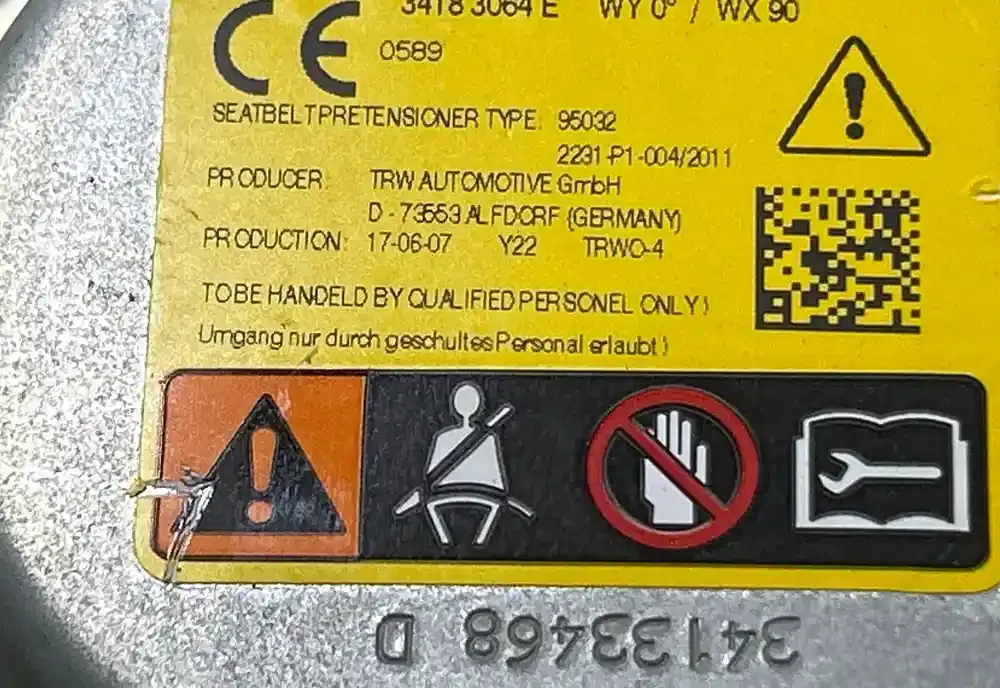 3418 3064 E WY 0° / WX 90
CE 0589
SEATBELTPRETENSIONER TYPE: 95032
2231-P1-004/2011
PRODUCER: TRW AUTOMOTIVE GmbH
D - 73553 ALFDORF (GERMANY)
PRODUCTION: 17-06-07 Y22 TRWO-4
TO BE HANDELD BY QUALIFIED PERSONEL ONLY!
Umgang nur durch geschultes Personal erlaubt!
34133468 D